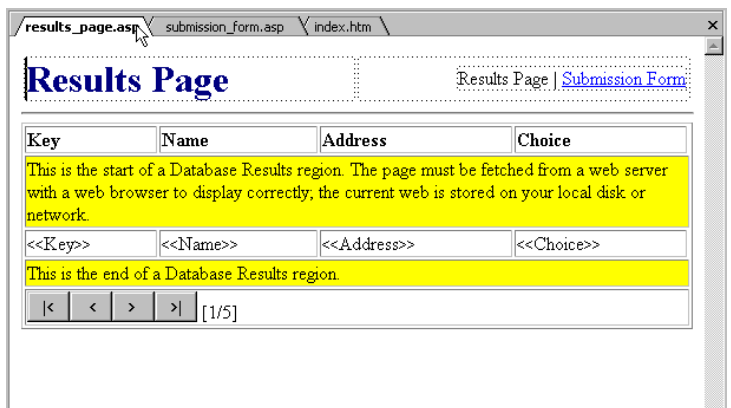 results_page.asp submission_form.asp index.htm
Results Page
Results Page | Submission Form
Key Name Address Choice
This is the start of a Database Results region. The page must be fetched from a web server
with a web browser to display correctly; the current web is stored on your local disk or
network.
<<Key>> <<Name>> <<Address>> <<Choice>>
This is the end of a Database Results region.
|< < > >| [1/5]